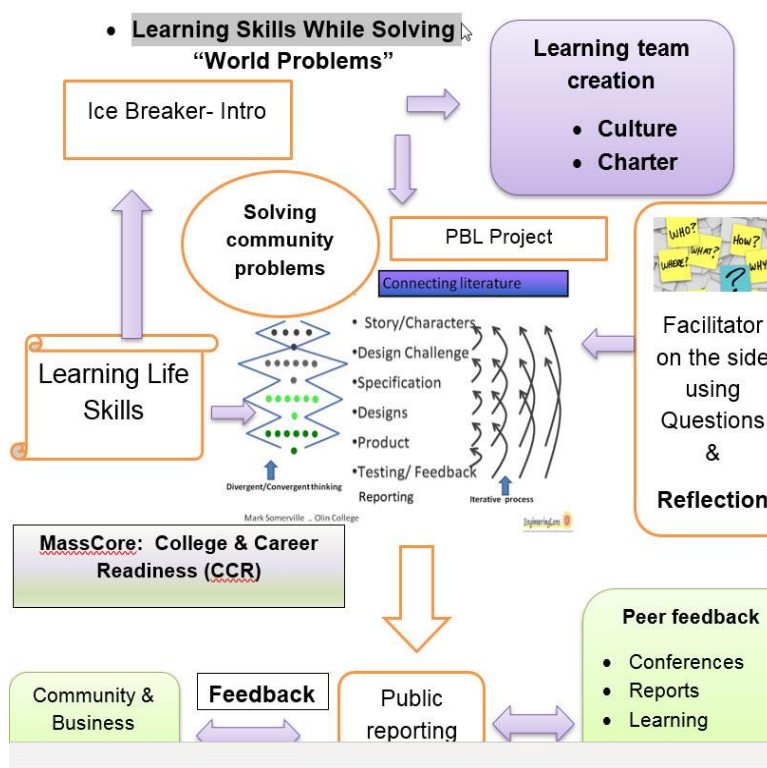 • Learning Skills While Solving
“World Problems”
Learning team
creation
• Culture
• Charter
Ice Breaker- Intro
Solving
community
problems
PBL Project
Connecting literature
WHO?
WHAT?
HOW?
WHERE?
?
WHY
Facilitator
on the side
using
Questions
&
Reflection
Learning Life
Skills
• Story/Characters
•Design Challenge
•Specification
•Designs
•Product
•Testing/ Feedback
Reporting
Divergent/Convergent thinking
Iterative process
Mark Somerville .. Olin College
EngineeringLens
MassCore: College & Career
Readiness (CCR)
Peer feedback
• Conferences
• Reports
• Learning
Community &
Business
Feedback
Public
reporting